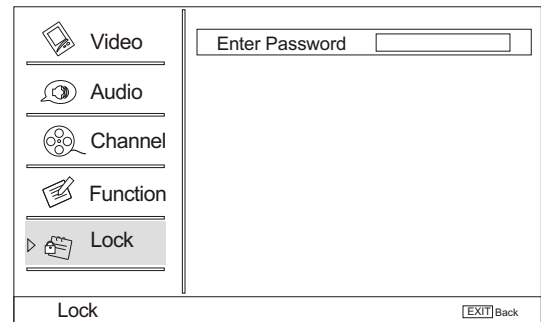 Video
Audio
Channel
Function
Lock
Enter Password
Lock
EXIT Back